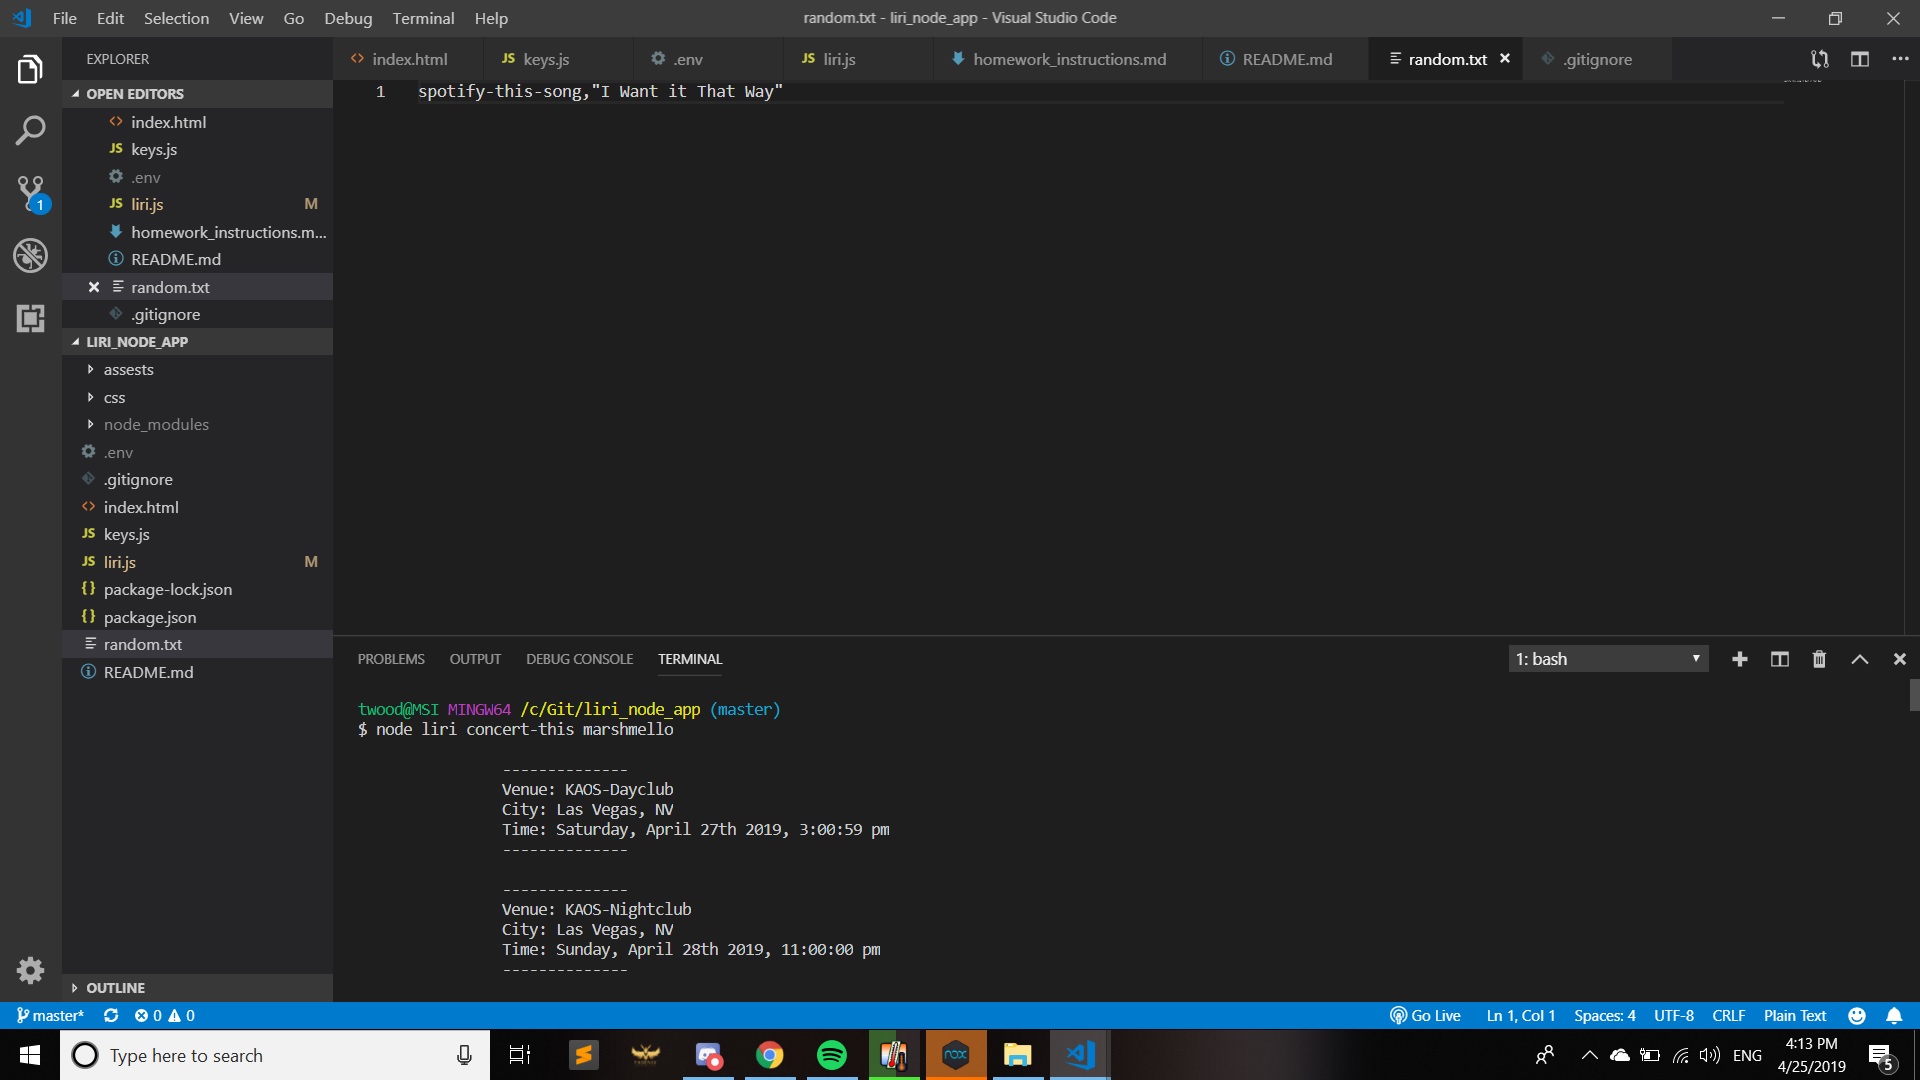 File Edit Selection View Go Debug Terminal Help
random.txt - liri_node_app - Visual Studio Code
EXPLORER
index.html
JS keys.js
.env
JS liri.js
homework_instructions.md
README.md
random.txt
.gitignore
OPEN EDITORS
index.html
JS keys.js
.env
JS liri.js M
homework_instructions.m...
README.md
random.txt
.gitignore
LIRI_NODE_APP
assests
css
node_modules
.env
.gitignore
index.html
JS keys.js
JS liri.js M
{} package-lock.json
{} package.json
random.txt
README.md
OUTLINE
1
1 spotify-this-song,"I Want it That Way"
PROBLEMS OUTPUT DEBUG CONSOLE TERMINAL
1: bash
twood@MSI MINGW64 /c/Git/liri_node_app (master)
$ node liri concert-this marshmello
--------------
Venue: KAOS-Dayclub
City: Las Vegas, NV
Time: Saturday, April 27th 2019, 3:00:59 pm
--------------
--------------
Venue: KAOS-Nightclub
City: Las Vegas, NV
Time: Sunday, April 28th 2019, 11:00:00 pm
--------------
master* 0 0
Go Live Ln 1, Col 1 Spaces: 4 UTF-8 CRLF Plain Text
Type here to search
nox
ENG
4:13 PM
4/25/2019
5